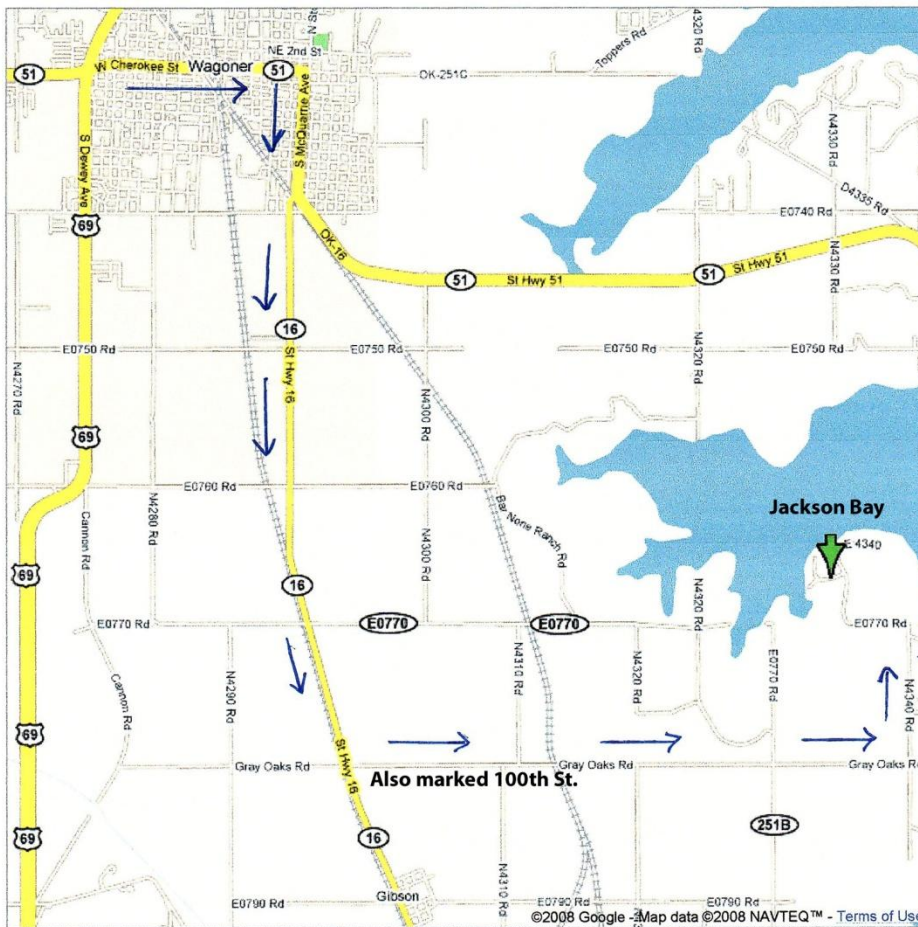 N St
N4320 Rd
Toppers Rd
NE 2nd St
51
N Cherokee St
Wagoner
51
OK-251C
S McQuarrie Ave
S Dewey Ave
N4330 Rd
D4335 Rd
69
E0740 Rd
OK-16
51
St Hwy 51
51
St Hwy 51
N4330 Rd
16
N4320 Rd
E0750 Rd
E0750 Rd
E0750 Rd
E0750 Rd
N4270 Rd
St Hwy 16
N4300 Rd
69
E0760 Rd
E0760 Rd
Bar None Ranch Rd
Jackson Bay
E 4340
Cannon Rd
N4280 Rd
N4300 Rd
69
16
N4320 Rd
E0770 Rd
E0770
E0770
E0770 Rd
N4290 Rd
N4310 Rd
N4320 Rd
E0770 Rd
N4340 Rd
Cannon Rd
69
St Hwy 16
Gray Oaks Rd
Gray Oaks Rd
Gray Oaks Rd
Also marked 100th St.
69
16
251B
N4310 Rd
Gibson
E0790 Rd
E0790 Rd
E0790 Rd
©2008 Google - Map data ©2008 NAVTEQ™ - Terms of Use